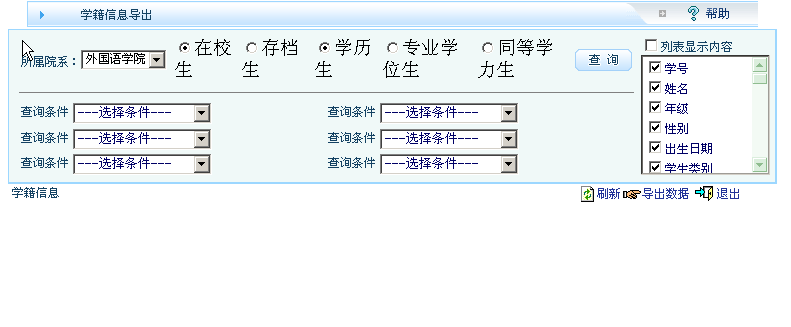 学籍信息导出 帮助
所属院系： 外国语学院 在校生 存档生 学历生 专业学位生 同等学力生 查 询
列表显示内容
学号
姓名
年级
性别
出生日期
学生类别
查询条件 ---选择条件--- 查询条件 ---选择条件---
查询条件 ---选择条件--- 查询条件 ---选择条件---
查询条件 ---选择条件--- 查询条件 ---选择条件---
学籍信息 刷新 导出数据 退出